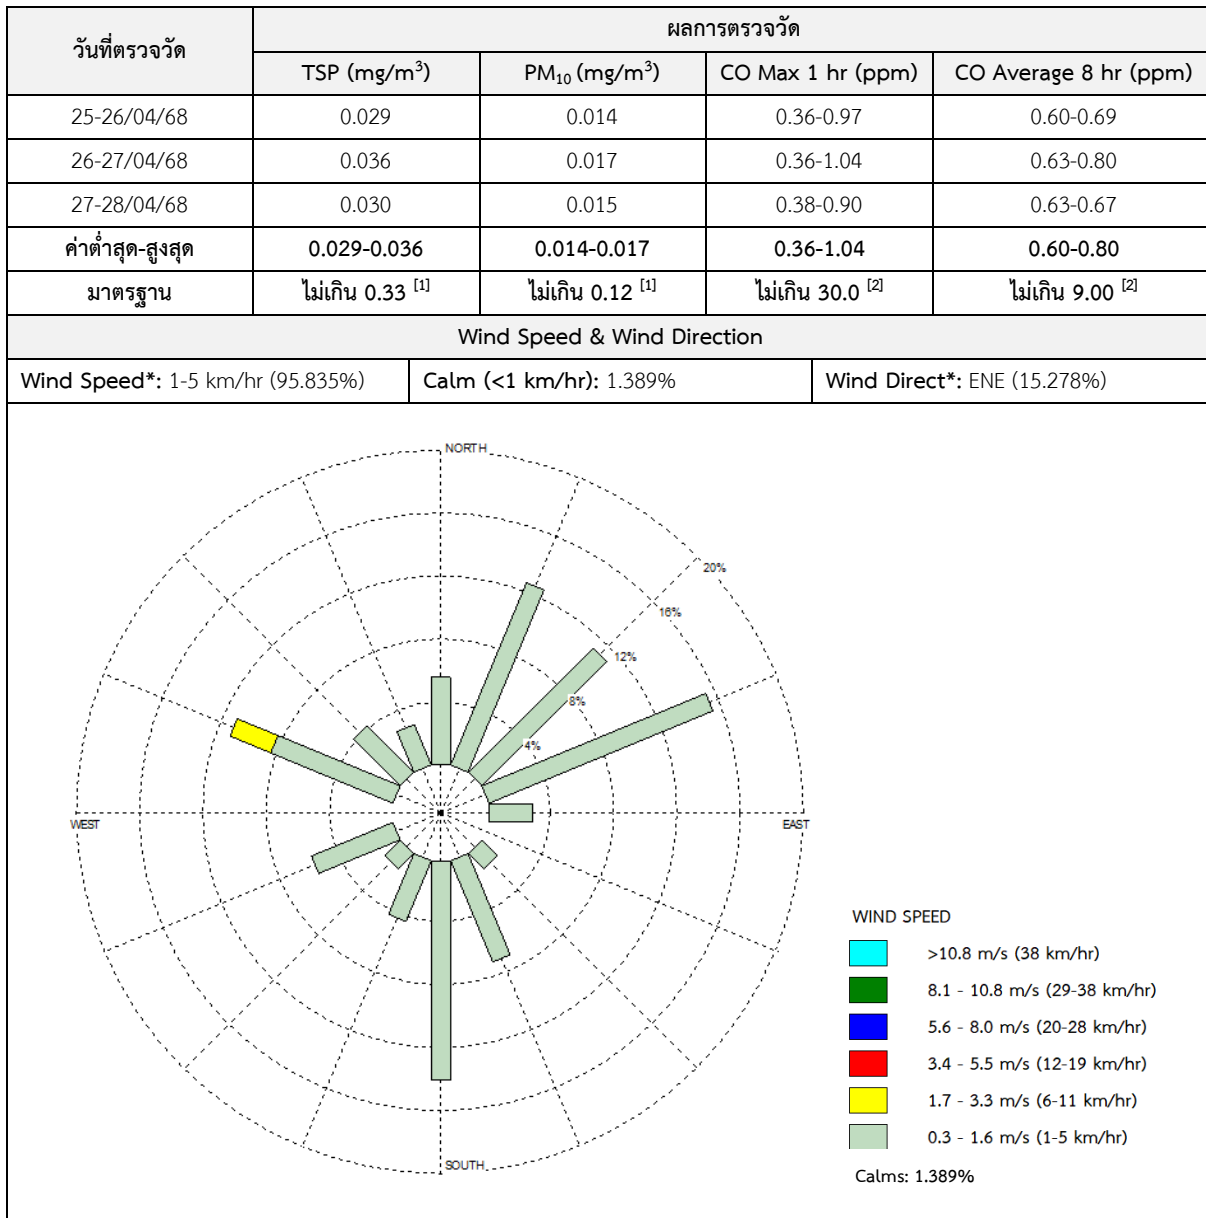 วันที่ตรวจวัด
ผลการตรวจวัด
TSP (mg/m³) PM₁₀ (mg/m³) CO Max 1 hr (ppm) CO Average 8 hr (ppm)
25-26/04/68 0.029 0.014 0.36-0.97 0.60-0.69
26-27/04/68 0.036 0.017 0.36-1.04 0.63-0.80
27-28/04/68 0.030 0.015 0.38-0.90 0.63-0.67
ค่าต่ำสุด-สูงสุด 0.029-0.036 0.014-0.017 0.36-1.04 0.60-0.80
มาตรฐาน ไม่เกิน 0.33 [1] ไม่เกิน 0.12 [1] ไม่เกิน 30.0 [2] ไม่เกิน 9.00 [2]
Wind Speed & Wind Direction
Wind Speed*: 1-5 km/hr (95.835%) Calm (<1 km/hr): 1.389% Wind Direct*: ENE (15.278%)
NORTH
20%
16%
12%
8%
4%
WEST
EAST
SOUTH
WIND SPEED
>10.8 m/s (38 km/hr)
8.1 - 10.8 m/s (29-38 km/hr)
5.6 - 8.0 m/s (20-28 km/hr)
3.4 - 5.5 m/s (12-19 km/hr)
1.7 - 3.3 m/s (6-11 km/hr)
0.3 - 1.6 m/s (1-5 km/hr)
Calms: 1.389%